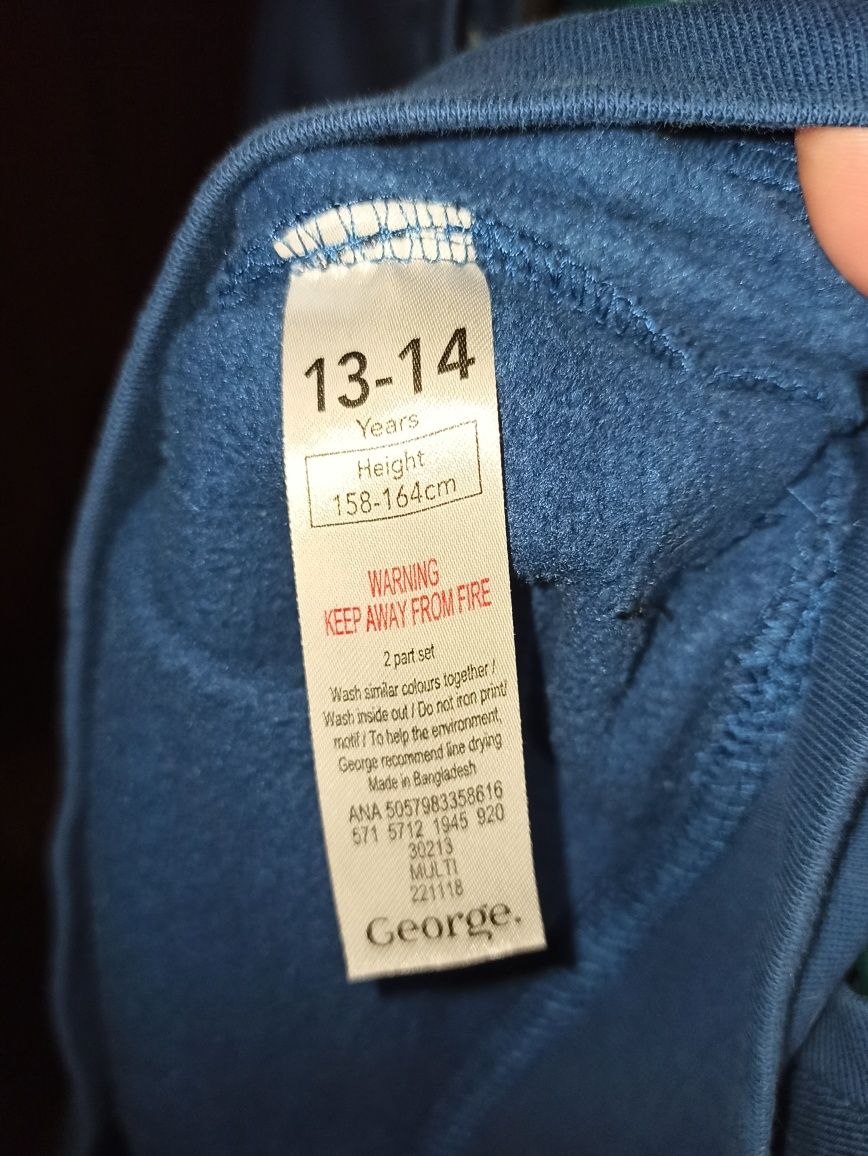 13-14
Years
Height
158-164cm
WARNING
KEEP AWAY FROM FIRE
2 part set
Wash similar colours together /
Wash inside out / Do not iron print/
motif / To help the environment,
George recommend line drying
Made in Bangladesh
ANA 5057983358616
571 5712 1945 920
30213
MULTI
221118
George.